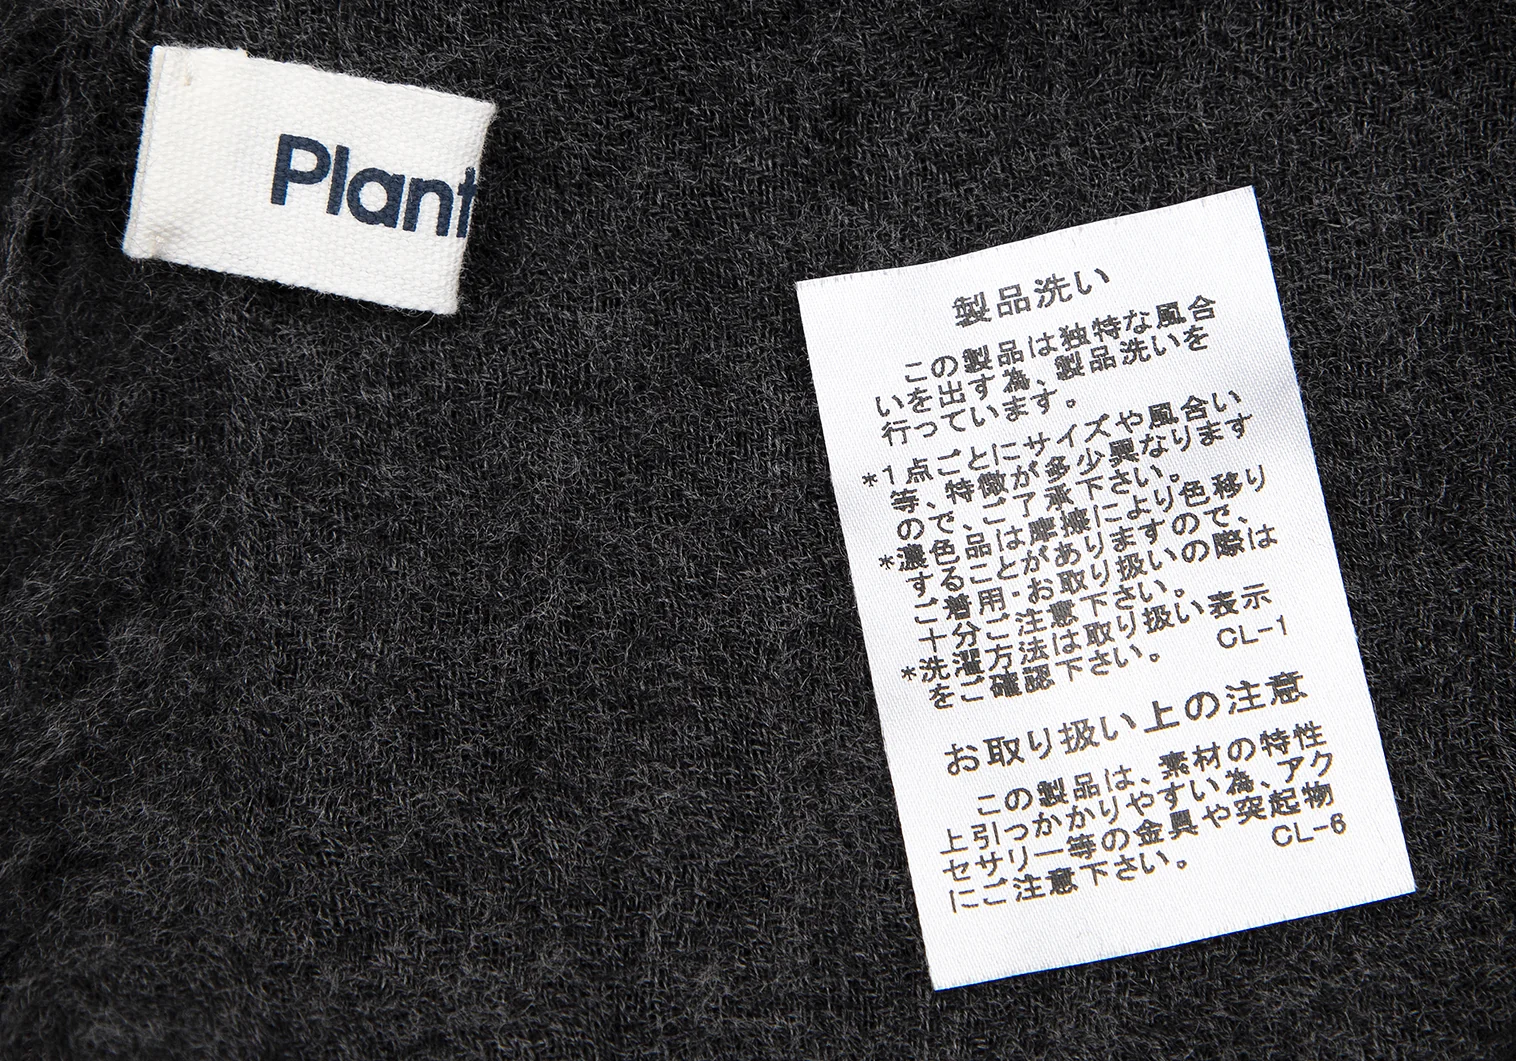 Plant
製品洗い
この製品は独特な風合
いを出す為、製品洗いを
行っています。
*1点ごとにサイズや風合い
等、特徴が多少異なります
ので、ご了承下さい。
*濃色品は摩擦により色移り
することがありますので、
ご着用・お取り扱いの際は
十分ご注意下さい。
*洗濯方法は取り扱い表示
をご確認下さい。
CL-1
お取り扱い上の注意
この製品は、素材の特性
上引っかかりやすい為、アク
セサリー等の金具や突起物
にご注意下さい。
CL-6